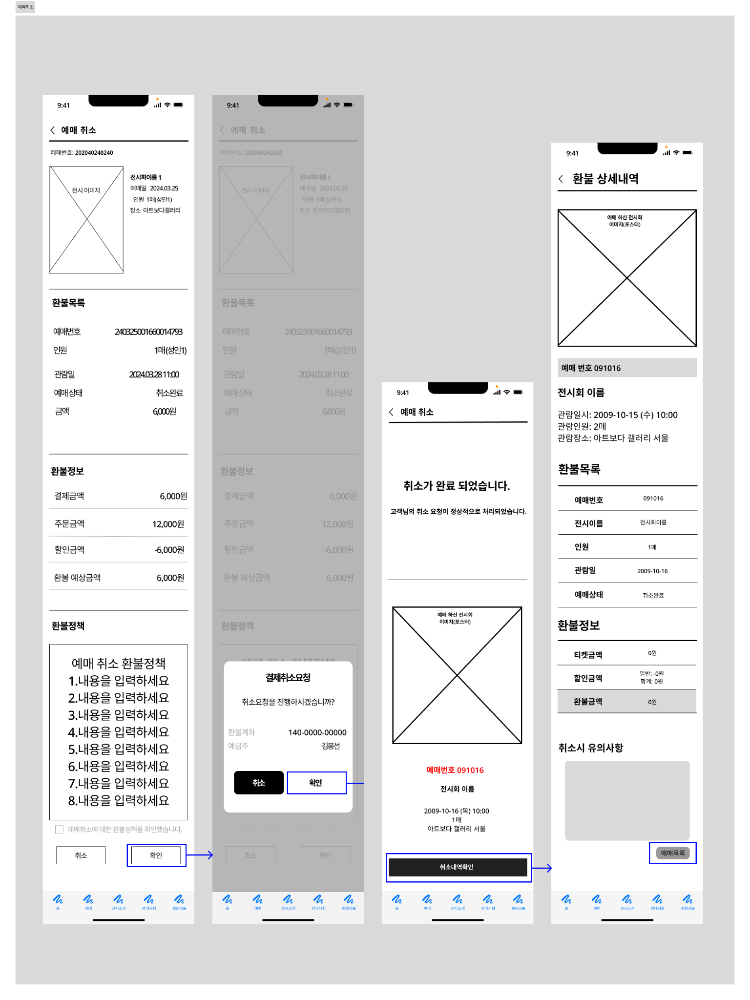 예약취소
9:41
예매 취소
예매번호: 202040240240
전시 이미지
전시회이름 1
예매일 2024.03.25
인원 1매(성인1)
장소 아트보다갤러리
환불목록
예매번호 240325001660014793
인원 1매(성인1)
관람일 2024.03.28 11:00
예매상태 취소완료
금액 6,000원
환불정보
결제금액 6,000원
주문금액 12,000원
할인금액 -6,000원
환불 예상금액 6,000원
환불정책
예매 취소 환불정책
1.내용을 입력하세요
2.내용을 입력하세요
3.내용을 입력하세요
4.내용을 입력하세요
5.내용을 입력하세요
6.내용을 입력하세요
7.내용을 입력하세요
8.내용을 입력하세요
예매취소에 대한 환불정책을 확인했습니다.
취소 확인
홈 예매 전시소개 안내사항 회원정보
9:41
예매 취소
예매번호: 202040240240
전시 이미지
전시회이름 1
예매일 2024.03.25
인원 1매(성인1)
장소 아트보다갤러리
환불목록
예매번호 240325001660014793
인원 1매(성인1)
관람일 2024.03.28 11:00
예매상태 취소완료
금액 6,000원
환불정보
결제금액 6,000원
주문금액 12,000원
할인금액 -6,000원
환불 예상금액 6,000원
환불정책
예매 취소 환불정책
결제취소요청
취소요청을 진행하시겠습니까?
환불계좌 140-0000-00000
예금주 김봉선
취소 확인
취소 확인
홈 예매 전시소개 안내사항 회원정보
9:41
예매 취소
취소가 완료 되었습니다.
고객님의 취소 요청이 정상적으로 처리되었습니다.
예매 하신 전시회
이미지(포스터)
예매번호 091016
전시회 이름
2009-10-16 (목) 10:00
1매
아트보다 갤러리 서울
취소내역확인
홈 예매 전시소개 안내사항 회원정보
9:41
환불 상세내역
예매 하신 전시회
이미지(포스터)
예매 번호 091016
전시회 이름
관람일시: 2009-10-15 (수) 10:00
관람인원: 2매
관람장소: 아트보다 갤러리 서울
환불목록
예매번호 091016
전시이름 전시회이름
인원 1매
관람일 2009-10-16
예매상태 취소완료
환불정보
티켓금액 0원
할인금액 일반: -0원
합계: 0원
환불금액 0원
취소시 유의사항
예매목록
홈 예매 전시소개 안내사항 회원정보